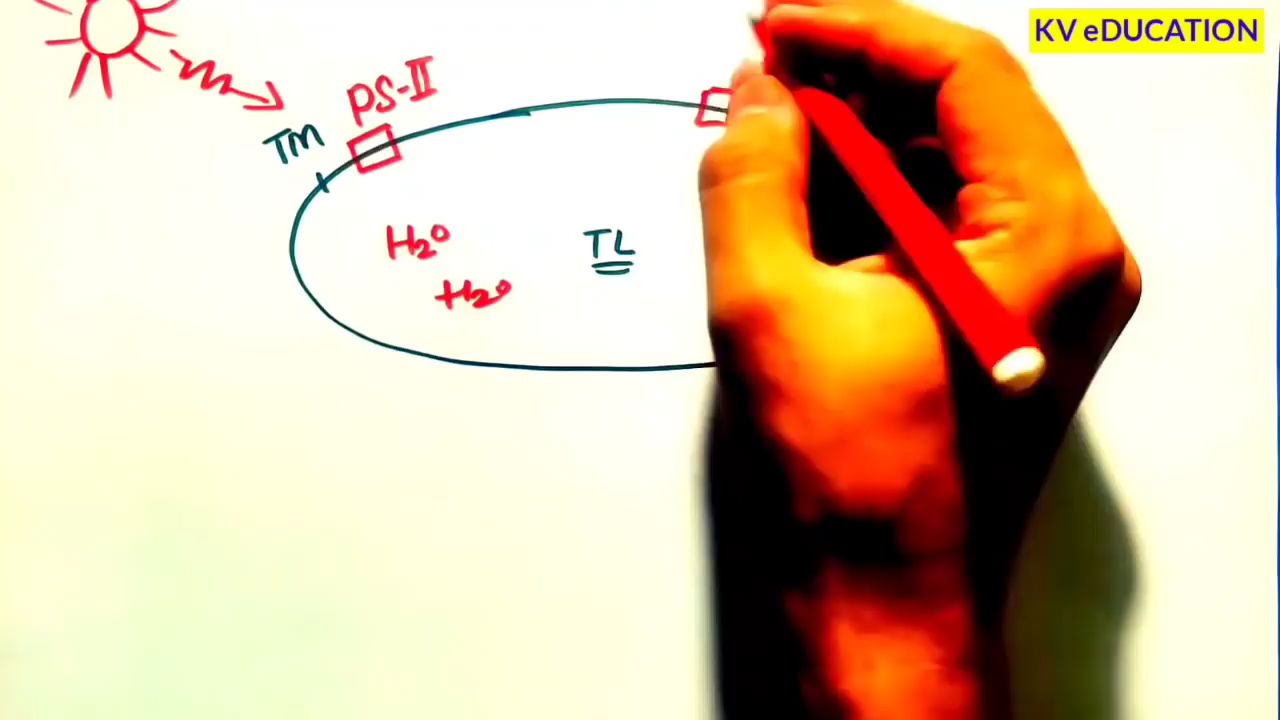 KV eDUCATION
PS-II
TM
H₂O
TL
H₂O